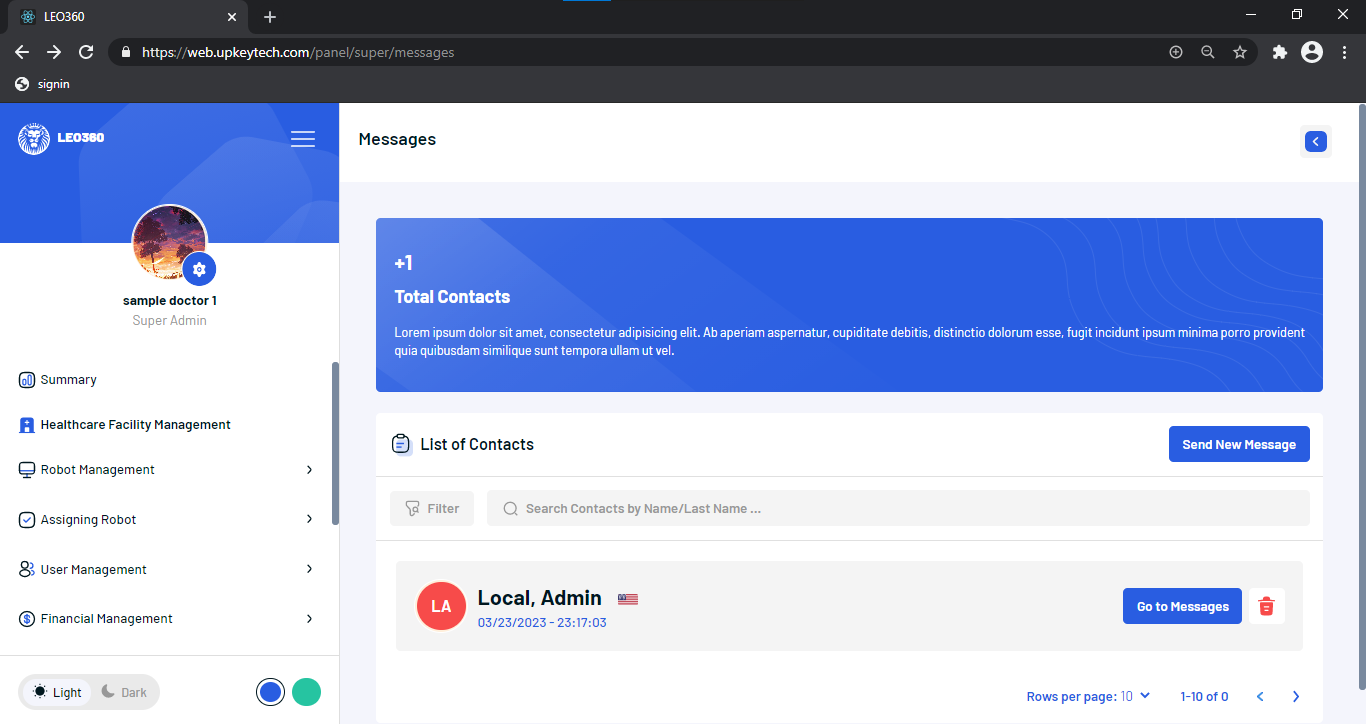 LEO360
https://web.upkeytech.com/panel/super/messages
signin
LEO360
sample doctor 1
Super Admin
Summary
Healthcare Facility Management
Robot Management
Assigning Robot
User Management
Financial Management
Light
Dark
Messages
+1
Total Contacts
Lorem ipsum dolor sit amet, consectetur adipisicing elit. Ab aperiam aspernatur, cupiditate debitis, distinctio dolorum esse, fugit incidunt ipsum minima porro provident
quia quibusdam similique sunt tempora ullam ut vel.
List of Contacts
Send New Message
Filter
Search Contacts by Name/Last Name ...
LA
Local, Admin
03/23/2023 - 23:17:03
Go to Messages
Rows per page: 10
1-10 of 0